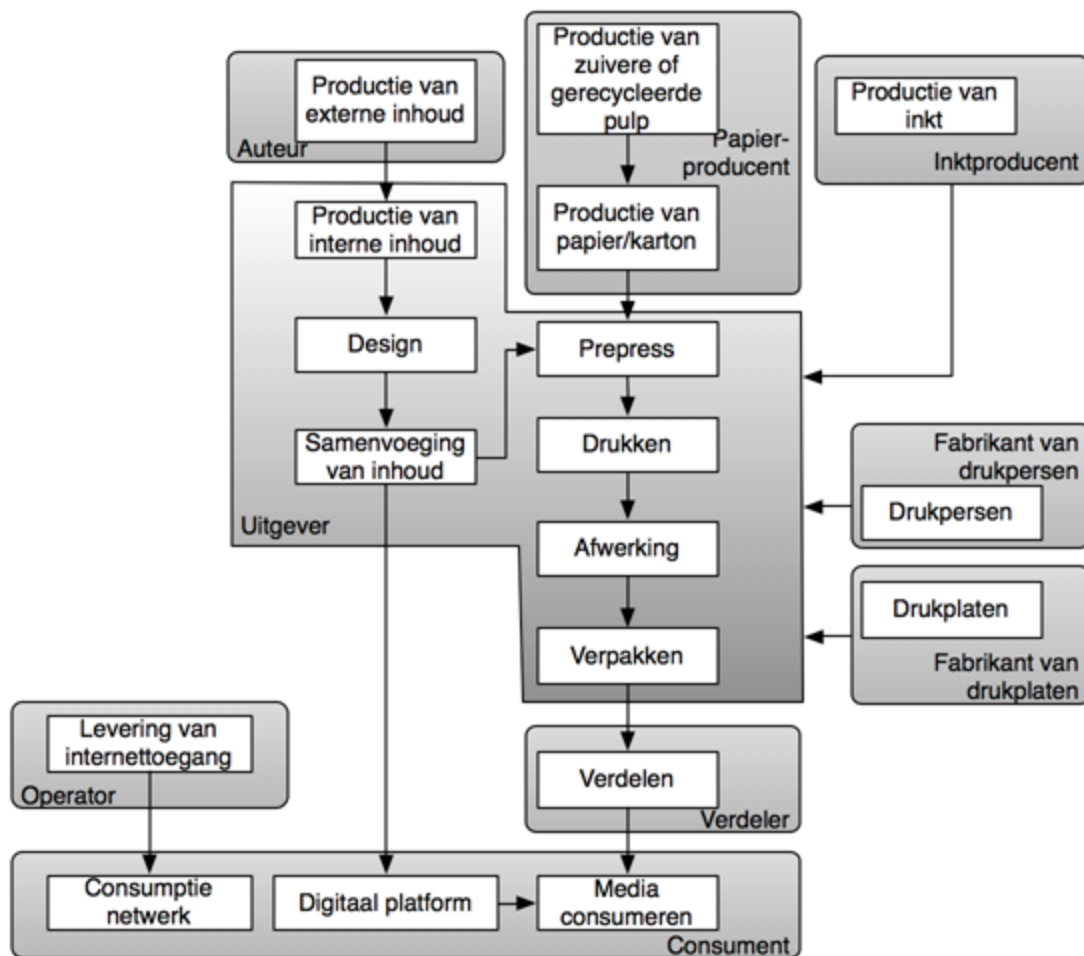 Productie van
externe inhoud
Auteur
Productie van
zuivere of
gerecycleerde
pulp
Papier-
producent
Productie van
papier/karton
Productie van
inkt
Inktproducent
Productie van
interne inhoud
Design
Samenvoeging
van inhoud
Uitgever
Prepress
Drukken
Afwerking
Verpakken
Fabrikant van
drukpersen
Drukpersen
Drukplaten
Fabrikant van
drukplaten
Levering van
internettoegang
Operator
Verdelen
Verdeler
Consumptie
netwerk
Digitaal platform
Media
consumeren
Consument